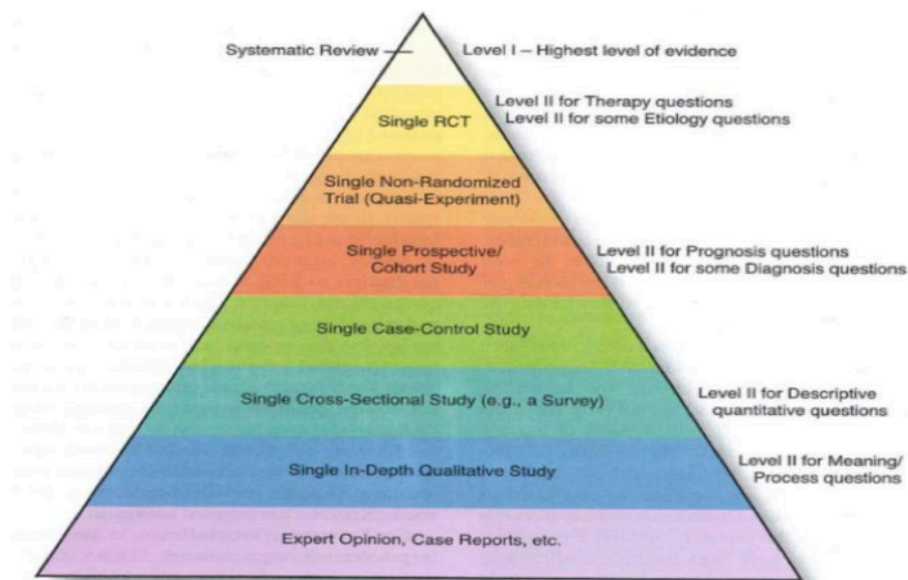 Systematic Review
Level I – Highest level of evidence
Level II for Therapy questions
Level II for some Etiology questions
Single RCT
Single Non-Randomized
Trial (Quasi-Experiment)
Single Prospective/
Cohort Study
Level II for Prognosis questions
Level II for some Diagnosis questions
Single Case-Control Study
Single Cross-Sectional Study (e.g., a Survey)
Level II for Descriptive
quantitative questions
Single In-Depth Qualitative Study
Level II for Meaning/
Process questions
Expert Opinion, Case Reports, etc.